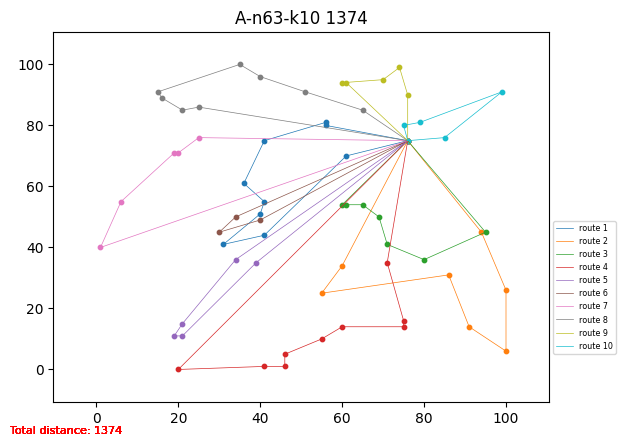 A-n63-k10 1374
100
80
60
40
20
0
0 20 40 60 80 100
route 1
route 2
route 3
route 4
route 5
route 6
route 7
route 8
route 9
route 10
Total distance: 1374